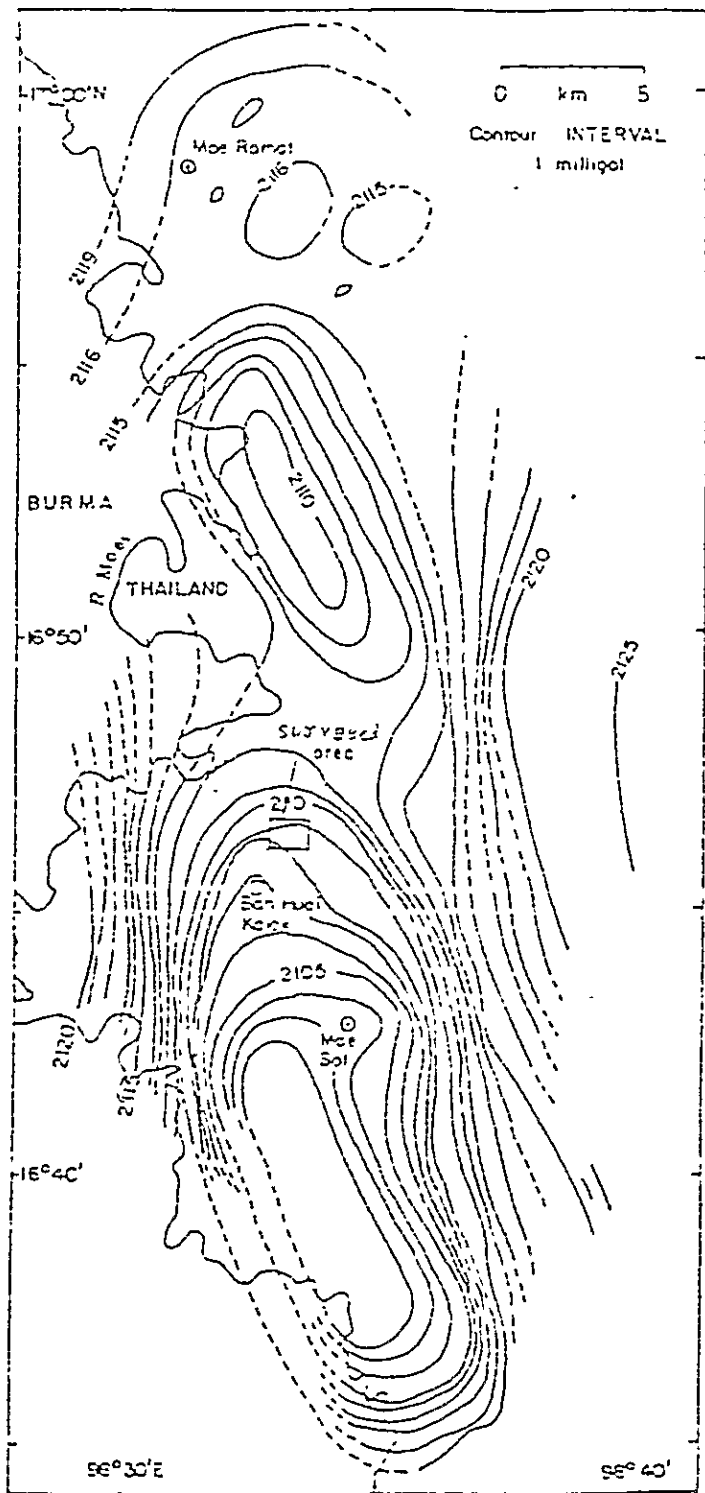 17°00'N
0 km 5
Contour INTERVAL
1 milligal
Mae Ramat
2116
2115
2119
2116
2115
2110
BURMA
R Moei
THAILAND
2120
16°50'
2125
Surveyed
area
2110
Ban Huai
2105
Mae
Sot
2120
2115
16°40'
98°30'E
98°40'